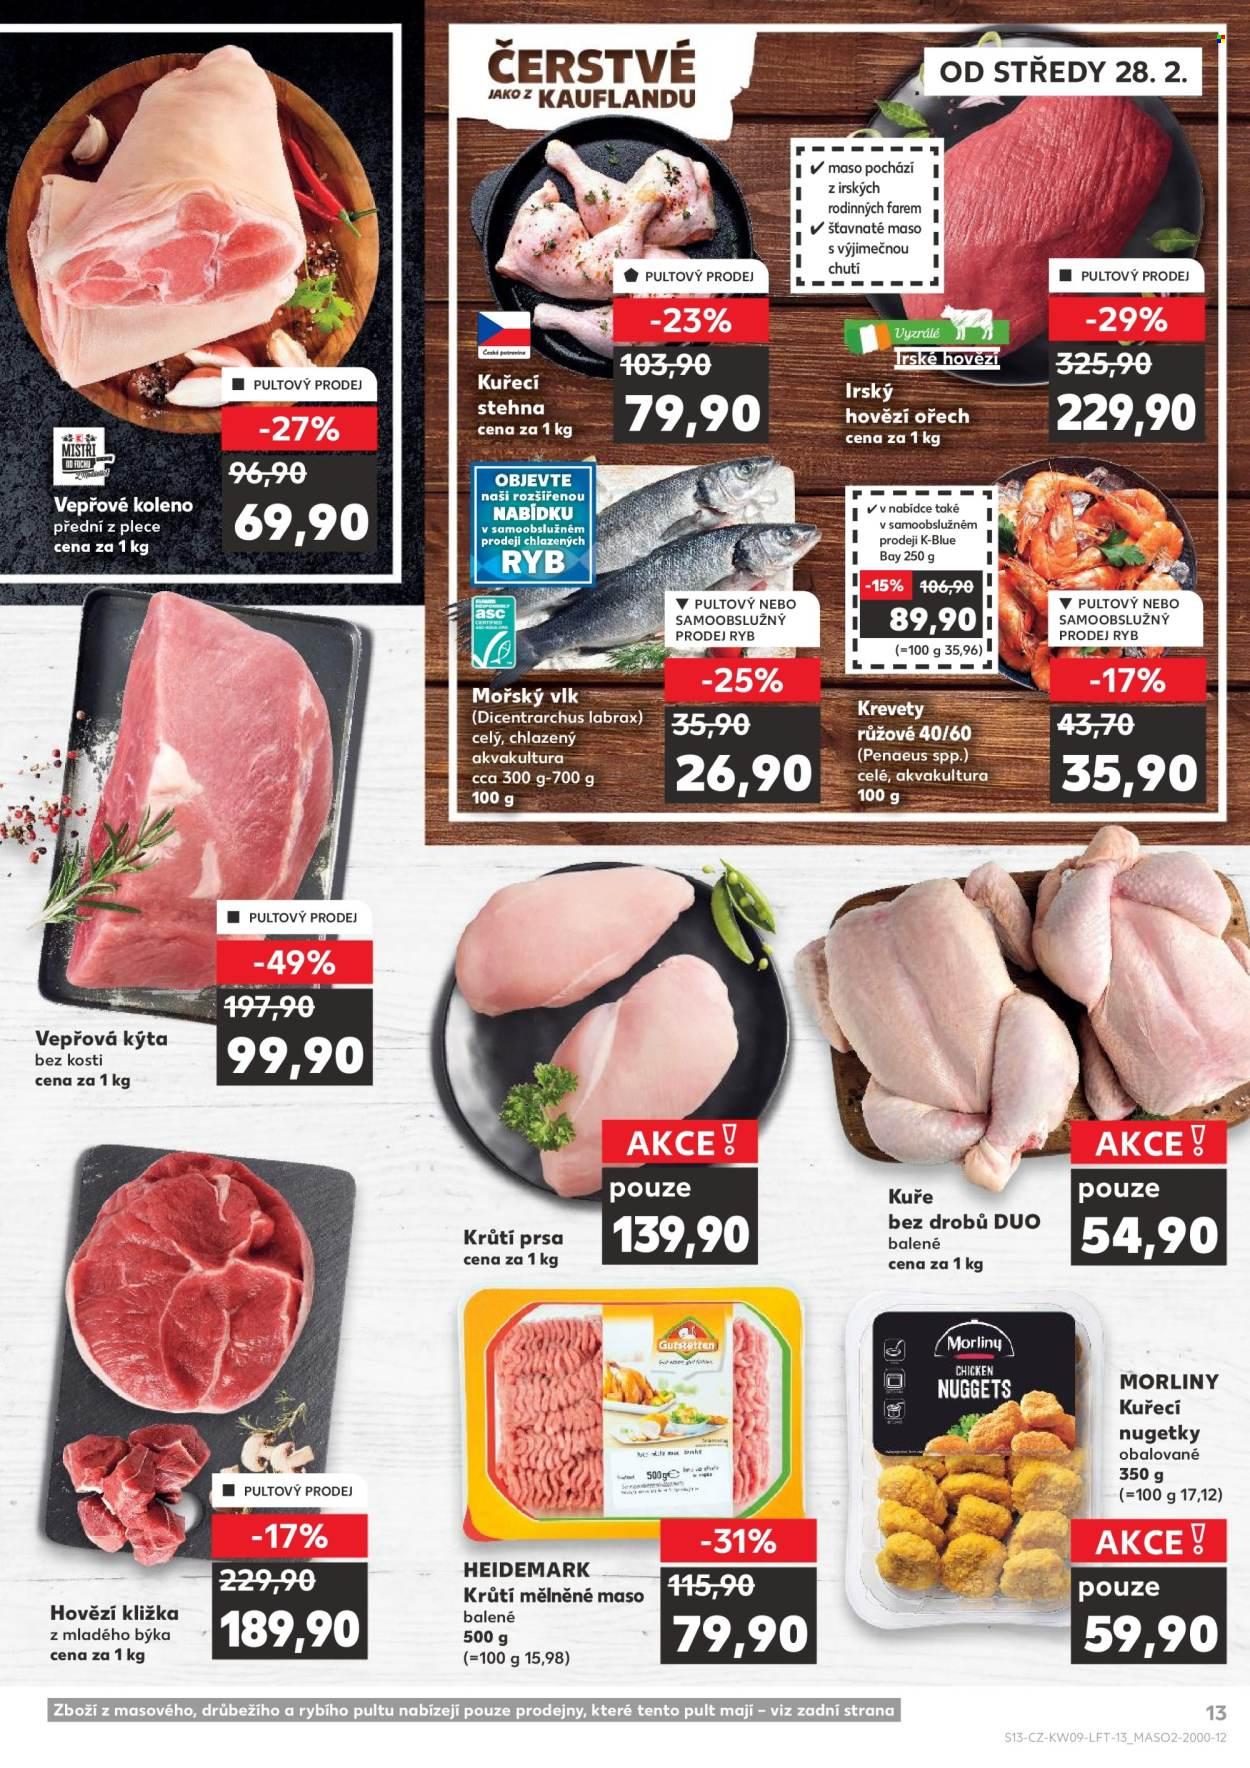 PULTOVÝ PRODEJ
-27%
MISTŘI
OD FOCHU
Vepřové koleno
přední z plece
cena za 1 kg
96,90
69,90
ČERSTVÉ
JAKO Z
KAUFLANDU
OD STŘEDY 28. 2.
PULTOVÝ PRODEJ
-23%
103,90
79,90
České potraviny
Kuřecí
stehna
cena za 1 kg
✔ maso pochází
z irských
rodinných farem
✔ šťavnaté maso
s výjimečnou
chutí
PULTOVÝ PRODEJ
-29%
325,90
229,90
Vyzrálé
Irské hovězí
Irský
hovězí ořech
cena za 1 kg
OBJEVTE
naši rozšířenou
NABÍDKU
v samoobslužném
prodeji chlazených
RYB
FARMED
RESPONSIBLY
asc
CERTIFIED
ASC-AQUA.ORG
PULTOVÝ NEBO
SAMOOBSLUŽNÝ
PRODEJ RYB
-25%
35,90
26,90
Mořský vlk
(Dicentrarchus labrax)
celý, chlazený
akvakultura
cca 300 g-700 g
100 g
✔ v nabídce také
v samoobslužném
prodeji K-Blue
Bay 250 g
-15%
106,90
89,90
(=100 g 35,96)
PULTOVÝ NEBO
SAMOOBSLUŽNÝ
PRODEJ RYB
-17%
43,70
35,90
Krevety
růžové 40/60
(Penaeus spp.)
celé, akvakultura
100 g
PULTOVÝ PRODEJ
-49%
197,90
99,90
Vepřová kýta
bez kosti
cena za 1 kg
AKCE!
pouze
139,90
Krůtí prsa
cena za 1 kg
AKCE!
pouze
54,90
Kuře
bez drobů DUO
balené
cena za 1 kg
PULTOVÝ PRODEJ
-17%
229,90
189,90
Hovězí kližka
z mladého býka
cena za 1 kg
Gutstetten
500g
-31%
115,90
79,90
HEIDEMARK
Krůtí mělněné maso
balené
500 g
(=100 g 15,98)
Morliny
CHICKEN
NUGGETS
MORLINY
Kuřecí
nugetky
obalované
350 g
(=100 g 17,12)
AKCE!
pouze
59,90
Zboží z masového, drůbežího a rybího pultu nabízejí pouze prodejny, které tento pult mají – viz zadní strana
13
S13-CZ-KW09-LFT-13_MASO2-2000-12